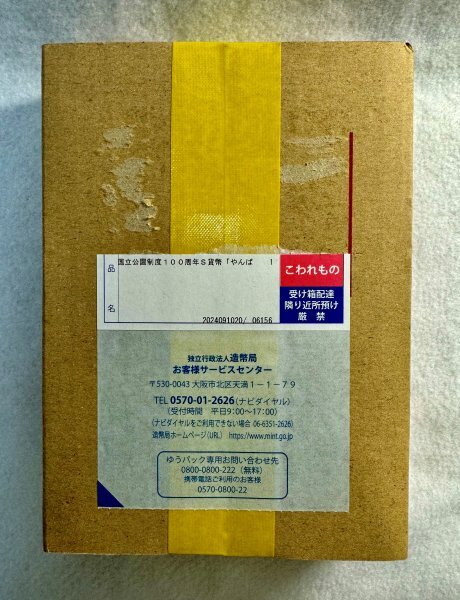 国立公園制度１００周年Ｓ貨幣「やんば　１
品
名
2024091020/ 06156
こわれもの
受け箱配達
隣り近所預け
厳 禁
独立行政法人造幣局
お客様サービスセンター
〒530-0043 大阪市北区天満１－１－７９
TEL 0570-01-2626(ナビダイヤル)
(受付時間　平日9:00〜17:00)
(ナビダイヤルをご利用できない場合 06-6351-2626)
造幣局ホームページ(URL)　https://www.mint.go.jp
ゆうパック専用お問い合わせ先
0800-0800-222（無料）
携帯電話ご利用のお客様
0570-0800-22